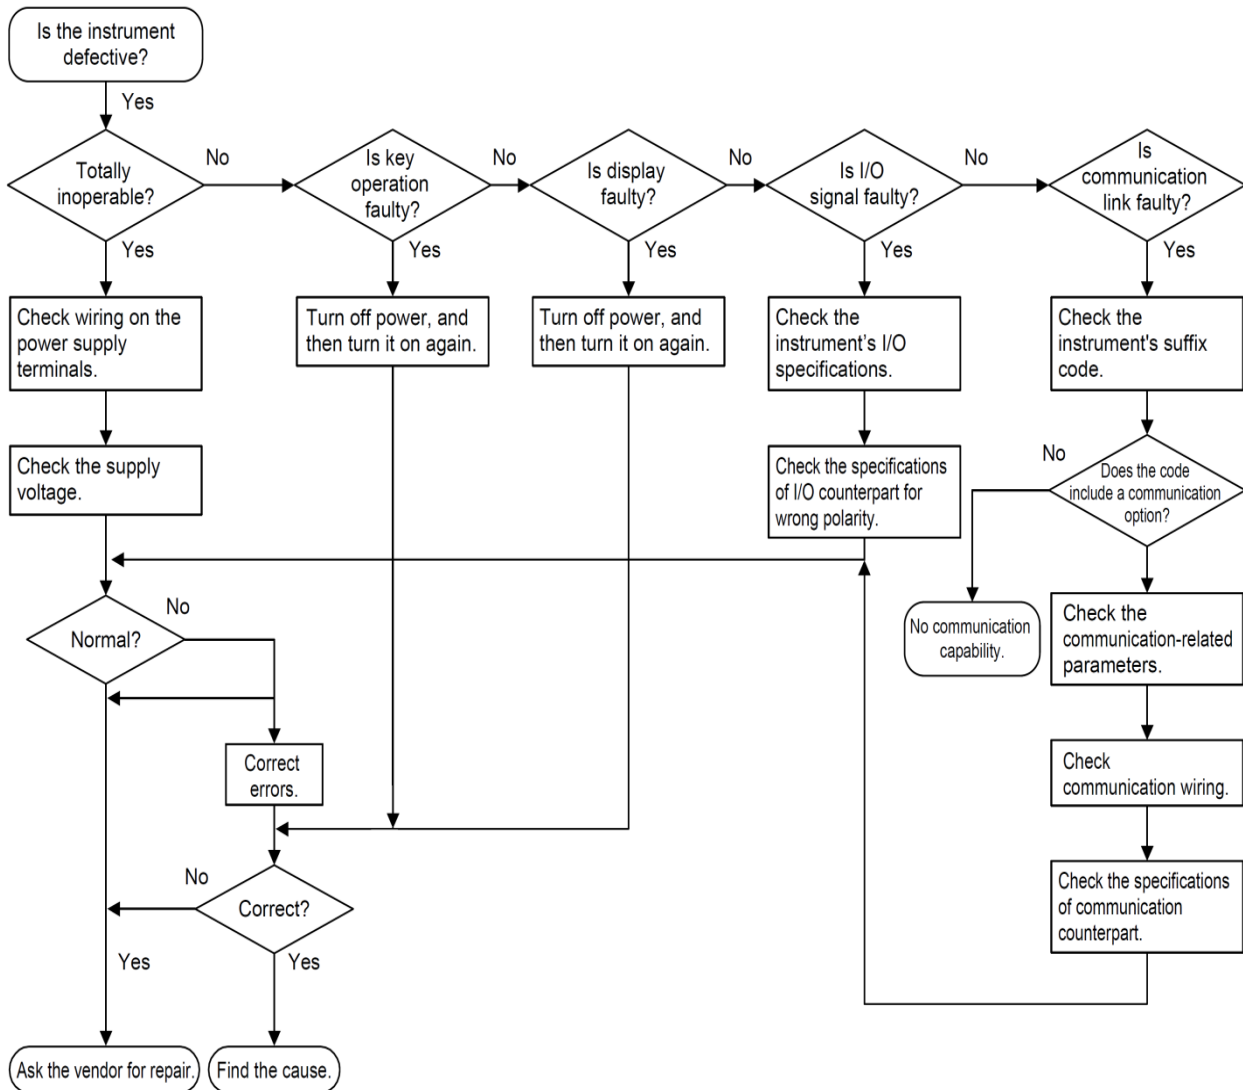 Is the instrument
defective?
Yes
Totally
inoperable?
No
Is key
operation
faulty?
No
Is display
faulty?
No
Is I/O
signal faulty?
No
Is
communication
link faulty?
Yes
Yes
Yes
Yes
Yes
Check wiring on the
power supply
terminals.
Turn off power, and
then turn it on again.
Turn off power, and
then turn it on again.
Check the
instrument's I/O
specifications.
Check the
instrument's suffix
code.
Check the supply
voltage.
Check the specifications
of I/O counterpart for
wrong polarity.
No
Does the code
include a communication
option?
Normal?
No
No communication
capability.
Check the
communication-related
parameters.
Correct
errors.
Check
communication wiring.
No
Correct?
Check the specifications
of communication
counterpart.
Yes
Yes
Ask the vendor for repair.
Find the cause.